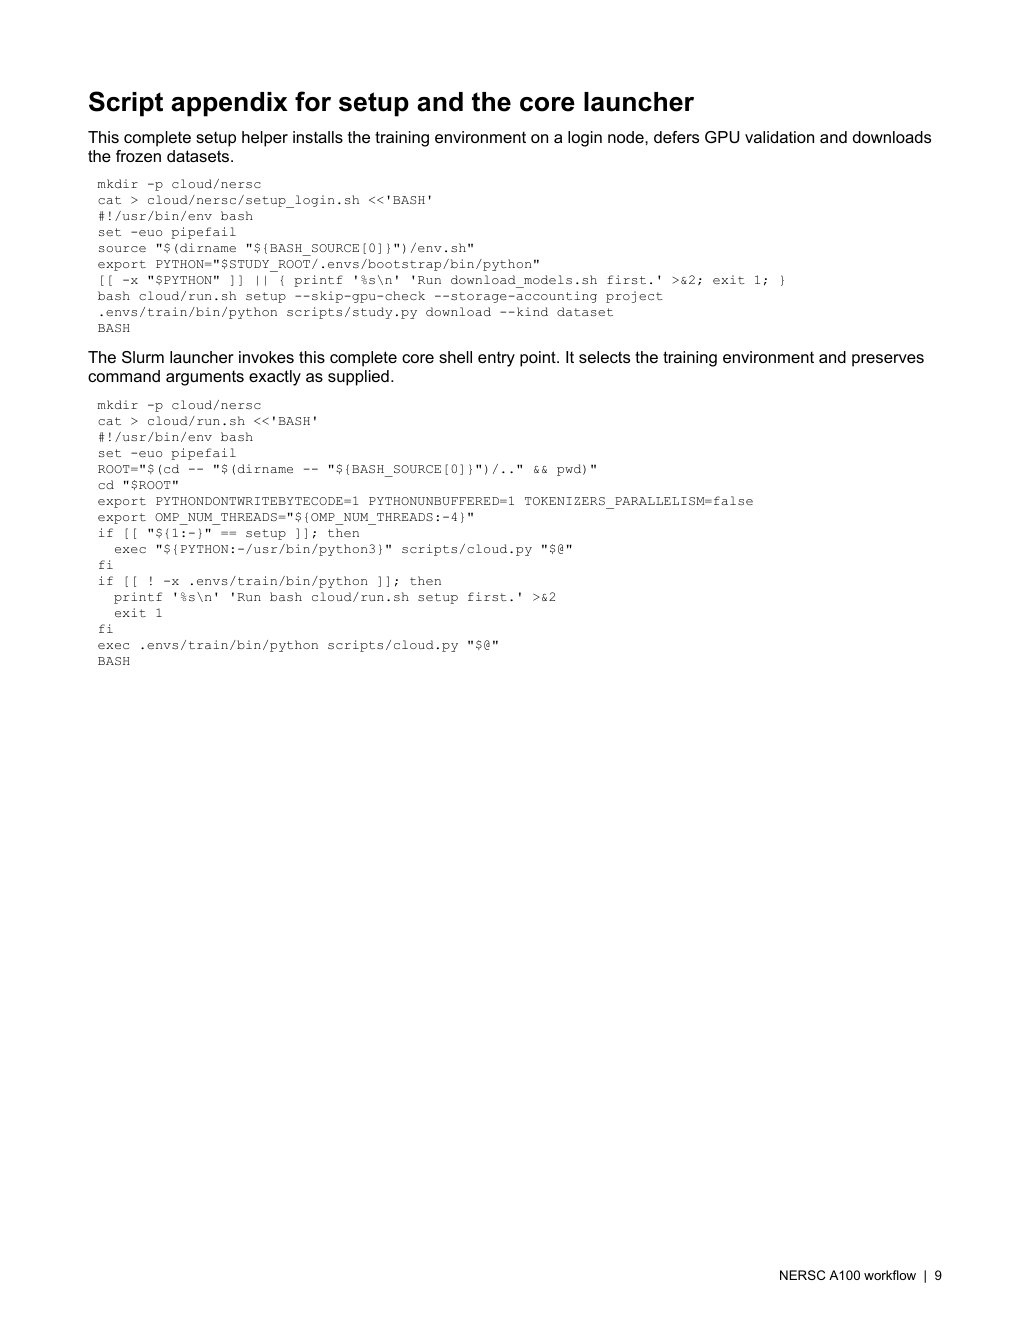 Script appendix for setup and the core launcher
This complete setup helper installs the training environment on a login node, defers GPU validation and downloads
the frozen datasets.
mkdir -p cloud/nersc
cat > cloud/nersc/setup_login.sh <<'BASH'
#!/usr/bin/env bash
set -euo pipefail
source "$(dirname "${BASH_SOURCE[0]}")/env.sh"
export PYTHON="$STUDY_ROOT/.envs/bootstrap/bin/python"
[[ -x "$PYTHON" ]] || { printf '%s\n' 'Run download_models.sh first.' >&2; exit 1; }
bash cloud/run.sh setup --skip-gpu-check --storage-accounting project
.envs/train/bin/python scripts/study.py download --kind dataset
BASH
The Slurm launcher invokes this complete core shell entry point. It selects the training environment and preserves
command arguments exactly as supplied.
mkdir -p cloud/nersc
cat > cloud/run.sh <<'BASH'
#!/usr/bin/env bash
set -euo pipefail
ROOT="$(cd -- "$(dirname -- "${BASH_SOURCE[0]}")/.." && pwd)"
cd "$ROOT"
export PYTHONDONTWRITEBYTECODE=1 PYTHONUNBUFFERED=1 TOKENIZERS_PARALLELISM=false
export OMP_NUM_THREADS="${OMP_NUM_THREADS:-4}"
if [[ "${1:-}" == setup ]]; then
  exec "${PYTHON:-/usr/bin/python3}" scripts/cloud.py "$@"
fi
if [[ ! -x .envs/train/bin/python ]]; then
  printf '%s\n' 'Run bash cloud/run.sh setup first.' >&2
  exit 1
fi
exec .envs/train/bin/python scripts/cloud.py "$@"
BASH
NERSC A100 workflow | 9